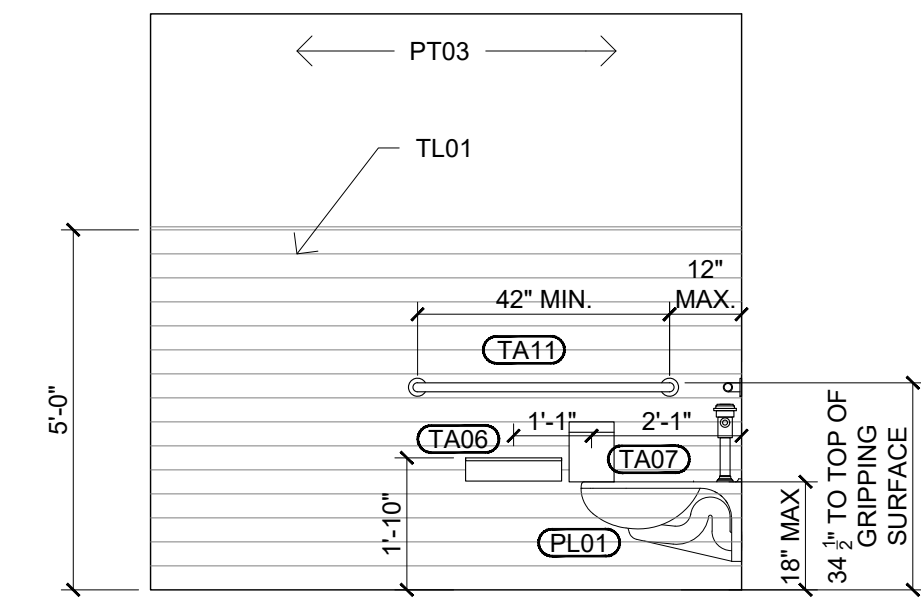 PT03
TL01
12"
42" MIN.
MAX.
TA11
5'-0"
1'-1"
2'-1"
TA06
TA07
1'-10"
PL01
18" MAX
34 1/2" TO TOP OF
GRIPPING
SURFACE